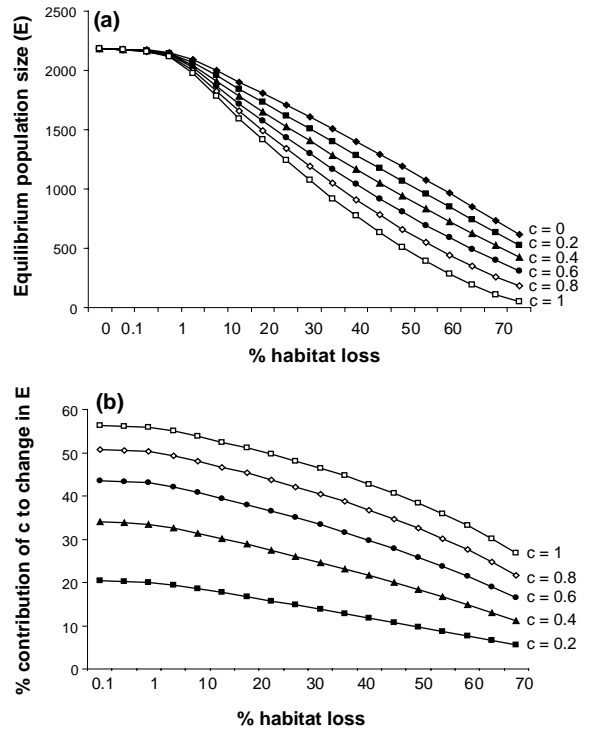 (a)
Equilibrium population size (E)
2500
2000
1500
1000
500
0
c = 0
c = 0.2
c = 0.4
c = 0.6
c = 0.8
c = 1
0 0.1 1 10 20 30 40 50 60 70
% habitat loss
(b)
% contribution of c to change in E
60
50
40
30
20
10
0
c = 1
c = 0.8
c = 0.6
c = 0.4
c = 0.2
0.1 1 10 20 30 40 50 60 70
% habitat loss